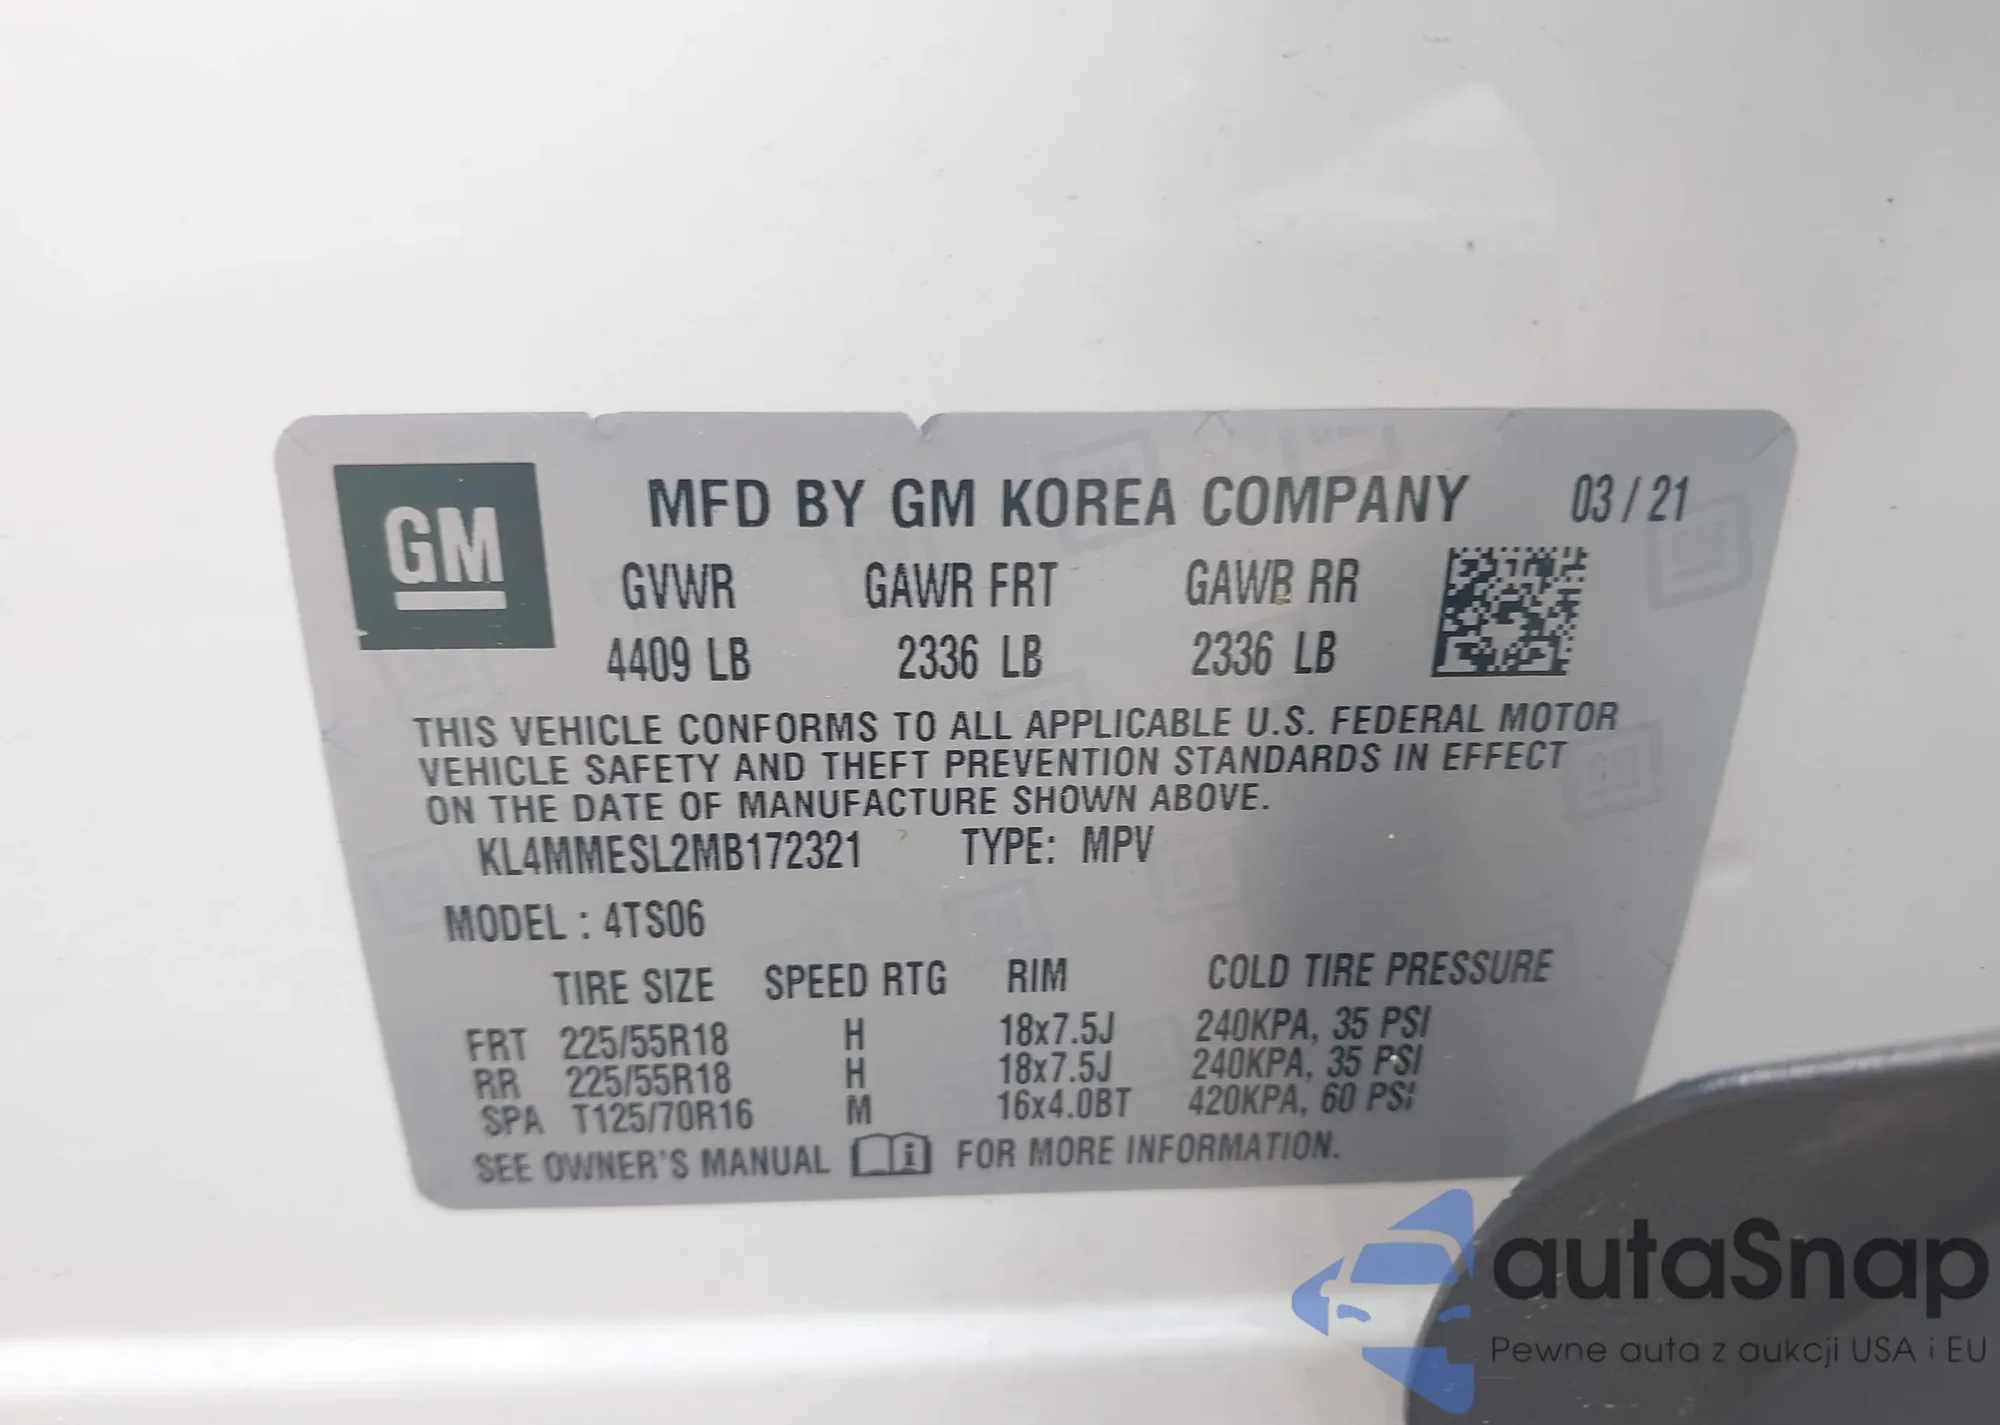 GM
MFD BY GM KOREA COMPANY 03 / 21
GVWR GAWR FRT GAWR RR
4409 LB 2336 LB 2336 LB
THIS VEHICLE CONFORMS TO ALL APPLICABLE U.S. FEDERAL MOTOR
VEHICLE SAFETY AND THEFT PREVENTION STANDARDS IN EFFECT
ON THE DATE OF MANUFACTURE SHOWN ABOVE.
KL4MMESL2MB172321 TYPE: MPV
MODEL : 4TS06
TIRE SIZE SPEED RTG RIM COLD TIRE PRESSURE
FRT 225/55R18 H 18x7.5J 240KPA, 35 PSI
RR 225/55R18 H 18x7.5J 240KPA, 35 PSI
SPA T125/70R16 M 16x4.0BT 420KPA, 60 PSI
SEE OWNER'S MANUAL i FOR MORE INFORMATION.
autaSnap
Pewne auta z aukcji USA i EU